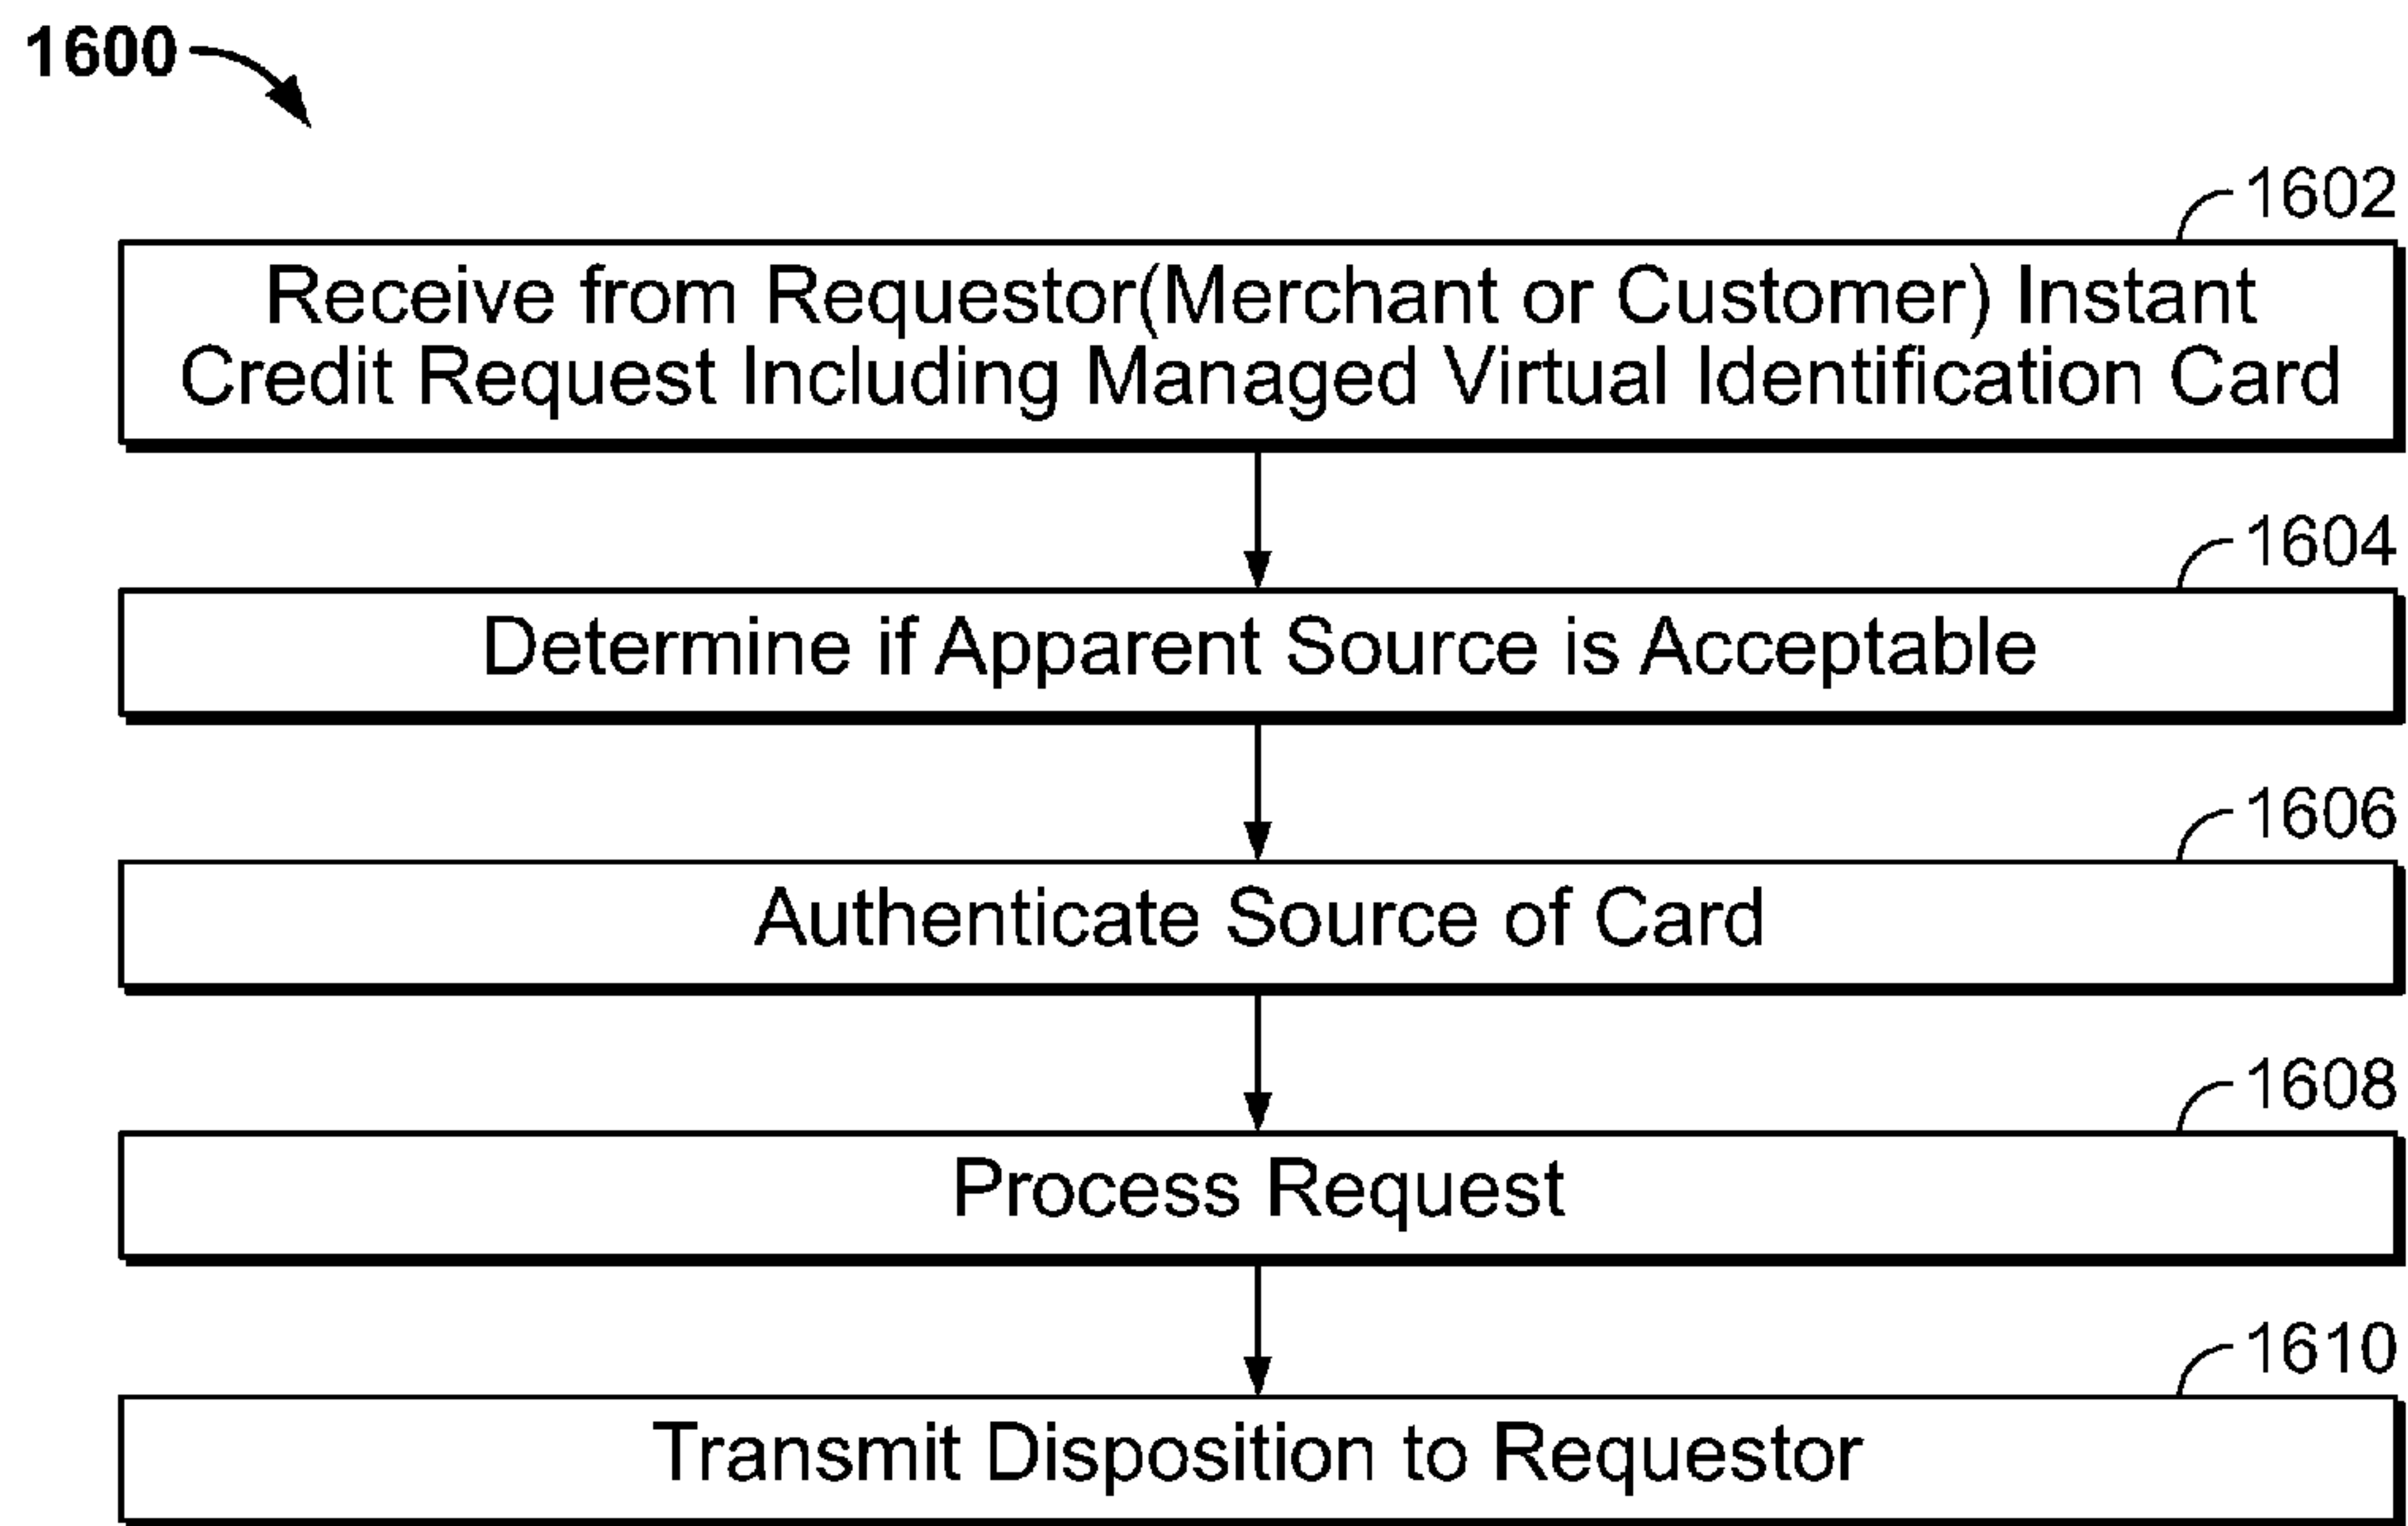 1600
1602
Receive from Requestor(Merchant or Customer) Instant
Credit Request Including Managed Virtual Identification Card
1604
Determine if Apparent Source is Acceptable
1606
Authenticate Source of Card
1608
Process Request
1610
Transmit Disposition to Requestor